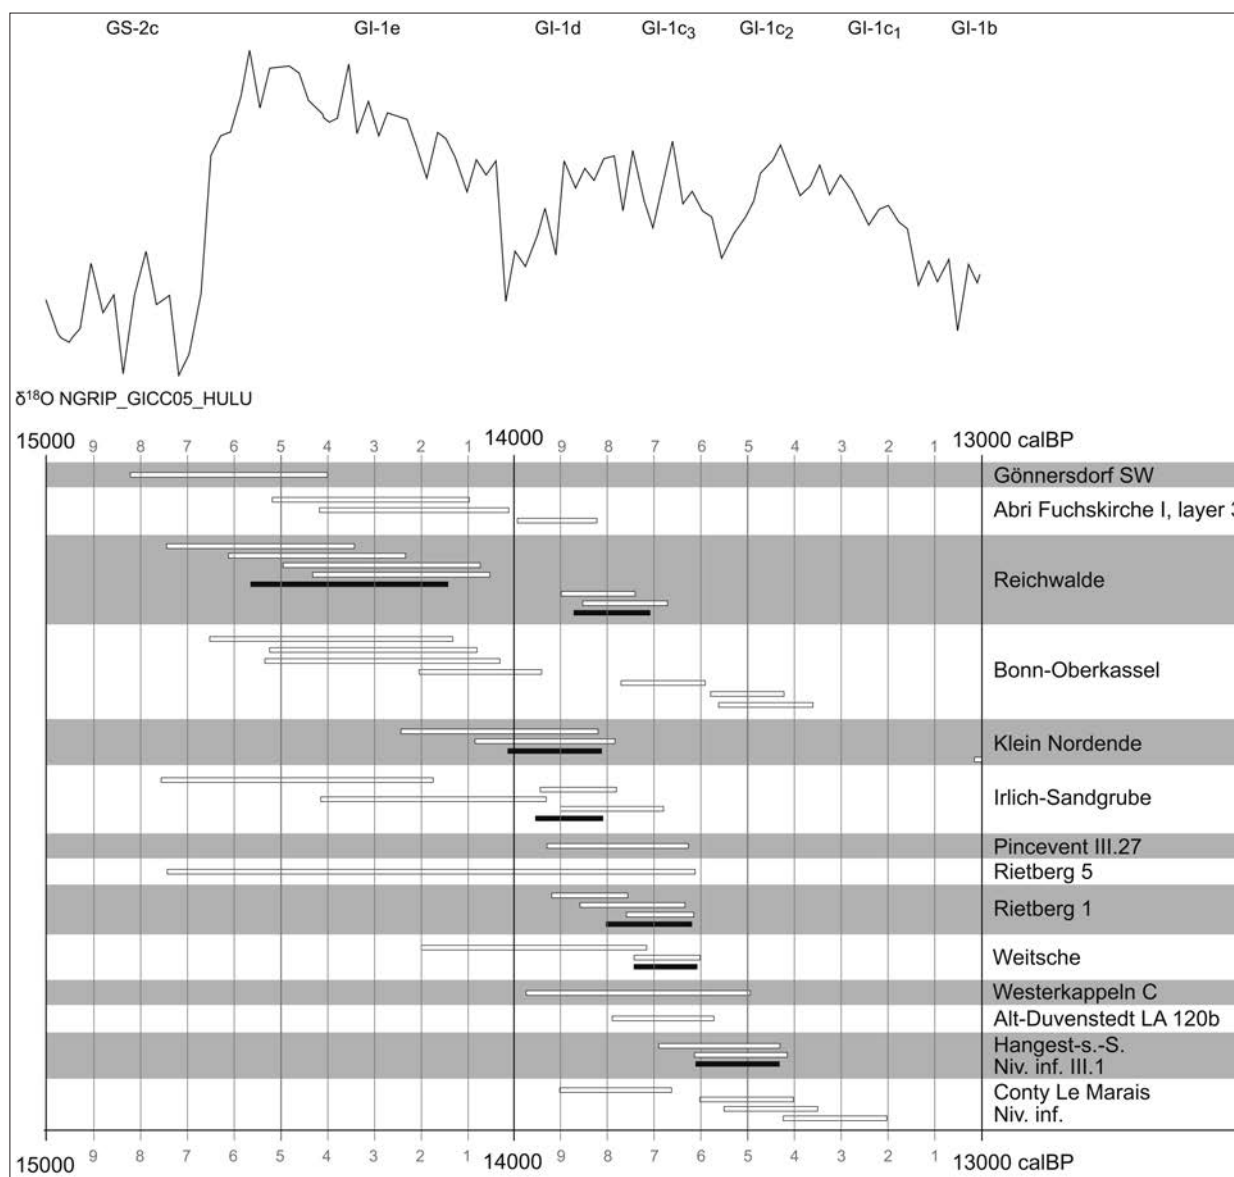 GS-2c GI-1e GI-1d GI-1c3 GI-1c2 GI-1c1 GI-1b
δ18O NGRIP_GICC05_HULU
15000 9 8 7 6 5 4 3 2 1 14000 9 8 7 6 5 4 3 2 1 13000 calBP
Gönnersdorf SW
Abri Fuchskirche I, layer 3
Reichwalde
Bonn-Oberkassel
Klein Nordende
Irlich-Sandgrube
Pincevent III.27
Rietberg 5
Rietberg 1
Weitsche
Westerkappeln C
Alt-Duvenstedt LA 120b
Hangest-s.-S.
Niv. inf. III.1
Conty Le Marais
Niv. inf.
15000 9 8 7 6 5 4 3 2 1 14000 9 8 7 6 5 4 3 2 1 13000 calBP